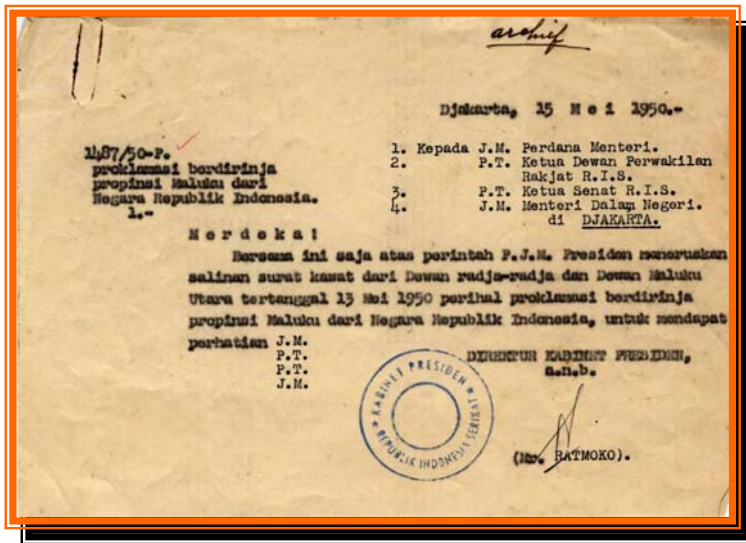 archif
Djakarta, 15 M e i 1950.-
1487/50-P.
proklamasi berdirinja
propinsi Maluku dari
Negara Republik Indonesia.
1.-
1. Kepada J.M. Perdana Menteri.
2. P.T. Ketua Dewan Perwakilan
Rakjat R.I.S.
3. P.T. Ketua Senat R.I.S.
4. J.M. Menteri Dalam Negeri.
di DJAKARTA.
M e r d e k a !
Bersama ini saja atas perintah P.J.M. Presiden meneruskan
salinan surat kawat dari Dewan radja-radja dan Dewan Maluku
Utara tertanggal 13 Mei 1950 perihal proklamasi berdirinja
propinsi Maluku dari Negara Republik Indonesia, untuk mendapat
perhatian J.M.
P.T.
P.T.
J.M.
DIREKTUR KABINET PRESIDEN,
a.n.b.
* KABINET PRESIDEN * REPUBLIK INDONESIA SERIKAT
(Mr. RATMOKO).